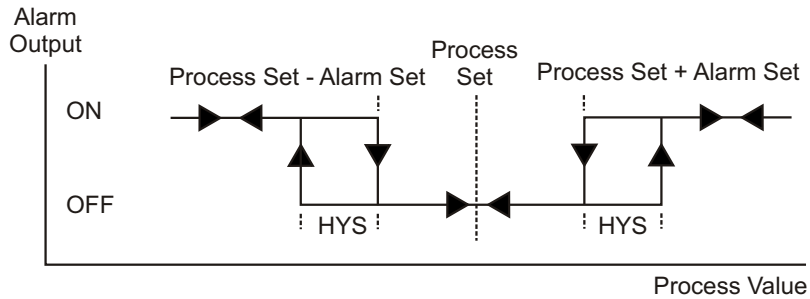 Alarm
Output
Process
Set
Process Set - Alarm Set
Process Set + Alarm Set
ON
OFF
HYS
HYS
Process Value